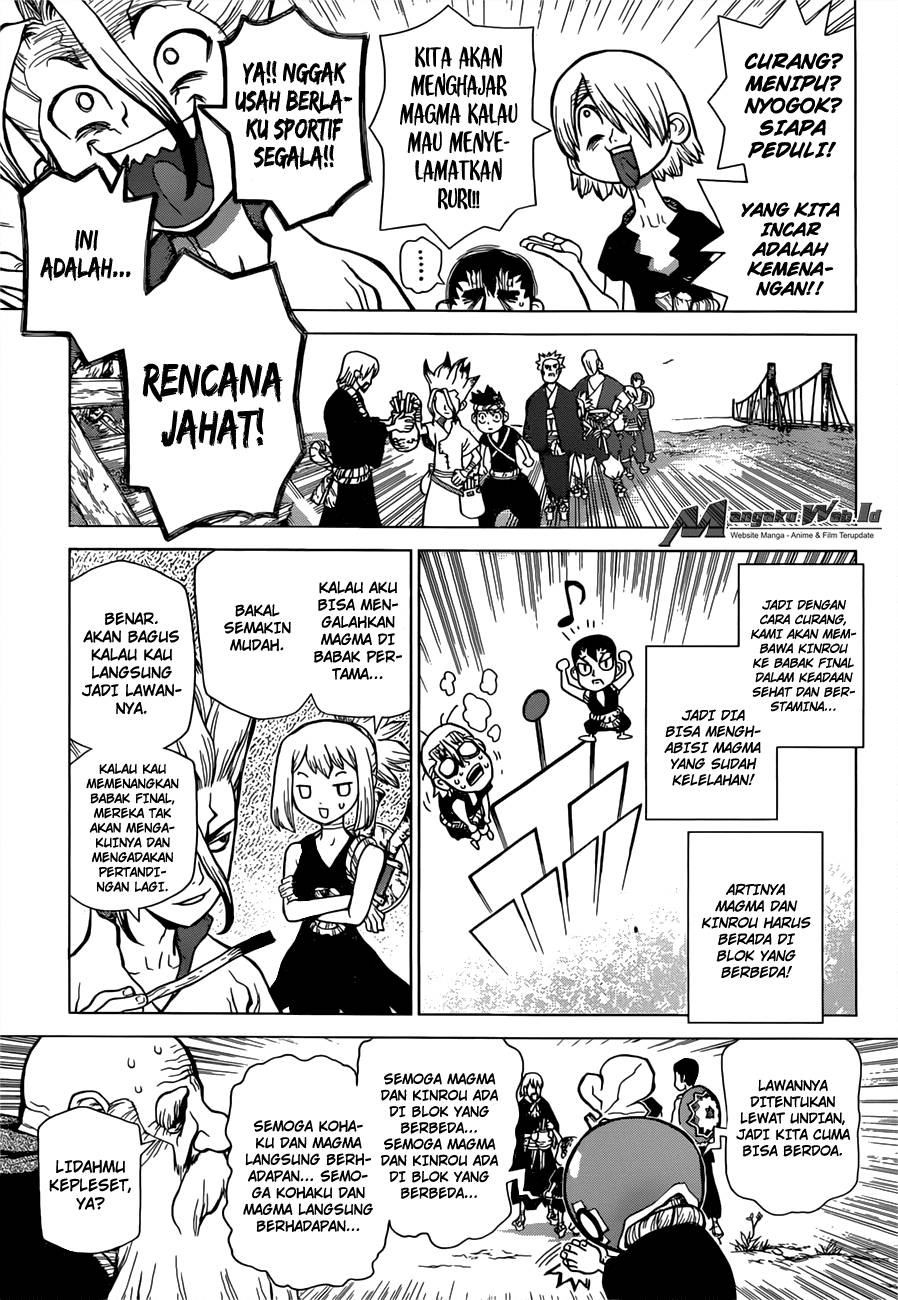 CURANG?
MENIPU?
NYOGOK?
SIAPA
PEDULI!
YANG KITA
INCAR
ADALAH
KEMENA-
NGAN!!
KITA AKAN
MENGHAJAR
MAGMA KALAU
MAU MENYE-
LAMATKAN
RURI!!!
......
YA!! NGGAK
USAH BERLA-
KU SPORTIF
SEGALA!!
INI
ADALAH...
RENCANA
JAHAT!
Mangaku.Web.Id
Website Manga - Anime & Film Terupdate
JADI DENGAN
CARA CURANG,
KAMI AKAN MEM-
BAWA KINROU
KE BABAK FINAL
DALAM KEADAAN
SEHAT DAN BER-
STAMINA...
JADI DIA
BISA MENGH-
ABISI MAGMA
YANG SUDAH
KELELAHAN!
ARTINYA
MAGMA DAN
KINROU HARUS
BERADA DI
BLOK YANG
BERBEDA!
KALAU AKU
BISA MEN-
GALAHKAN
MAGMA DI
BABAK PER-
TAMA...
BAKAL
SEMAKIN
MUDAH.
BENAR.
AKAN BAGUS
KALAU KAU
LANGSUNG
JADI LAWAN-
NYA.
KALAU KAU
MEMENANGKAN
BABAK FINAL,
MEREKA TAK
AKAN MENGA-
KUINYA DAN
MENGADAKAN
PERTANDI-
NGAN LAGI.
LAWANNYA
DITENTUKAN
LEWAT UNDIAN,
JADI KITA CUMA
BISA BERDOA.
SEMOGA MAGMA
DAN KINROU ADA
DI BLOK YANG
BERBEDA...
SEMOGA MAGMA
DAN KINROU ADA
DI BLOK YANG
BERBEDA...
SEMOGA KOHA-
KU DAN MAGMA
LANGSUNG BERH-
ADAPAN... SEMO-
GA KOHAKU DAN
MAGMA LANGSUNG
BERHADAPAN...
LIDAHMU
KEPLESET,
YA?